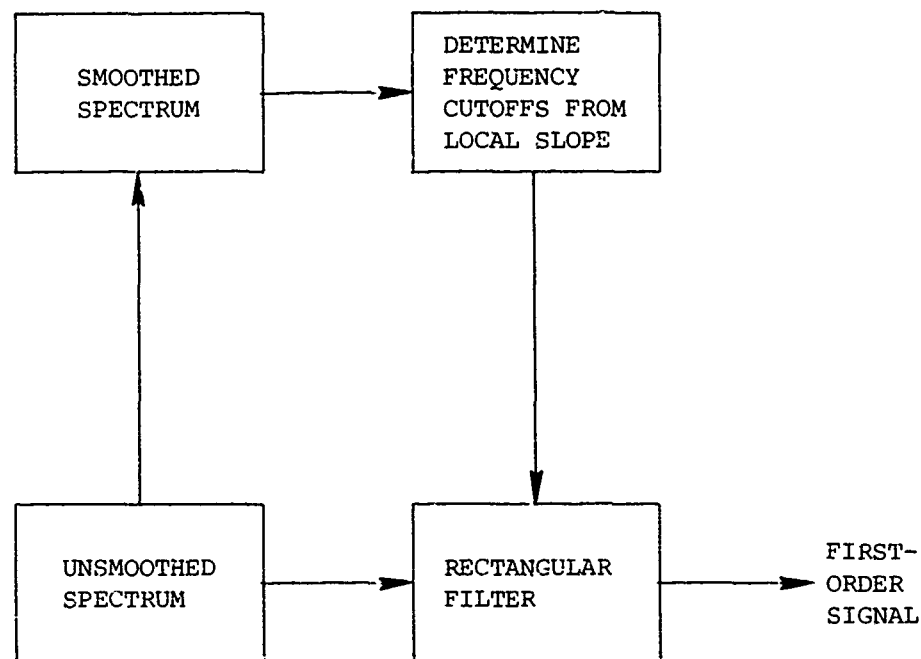 SMOOTHED
SPECTRUM
DETERMINE
FREQUENCY
CUTOFFS FROM
LOCAL SLOPE
UNSMOOTHED
SPECTRUM
RECTANGULAR
FILTER
FIRST-
ORDER
SIGNAL